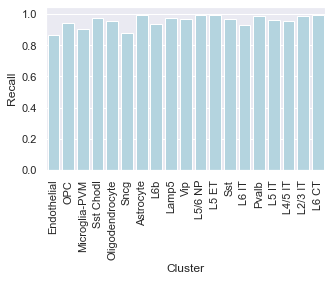 1.0
0.8
0.6
0.4
0.2
0.0
Recall
Endothelial
OPC
Microglia-PVM
Sst Chodl
Oligodendrocyte
Sncg
Astrocyte
L6b
Lamp5
Vip
L5/6 NP
L5 ET
Sst
L6 IT
Pvalb
L5 IT
L4/5 IT
L2/3 IT
L6 CT
Cluster